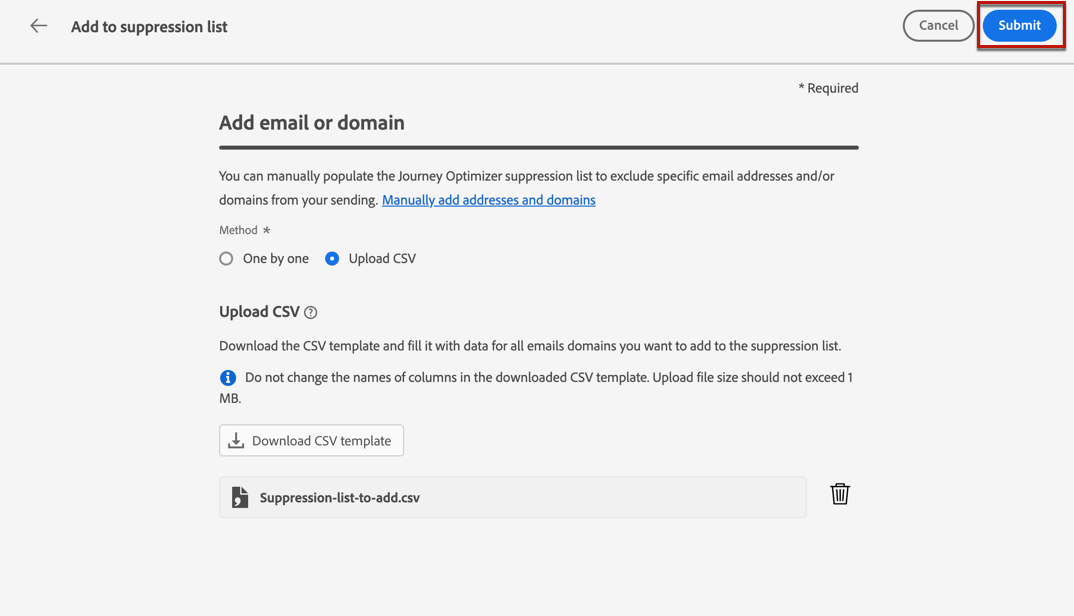 Add to suppression list
Cancel
Submit
* Required
Add email or domain
You can manually populate the Journey Optimizer suppression list to exclude specific email addresses and/or
domains from your sending. Manually add addresses and domains
Method *
One by one
Upload CSV
Upload CSV
Download the CSV template and fill it with data for all emails domains you want to add to the suppression list.
Do not change the names of columns in the downloaded CSV template. Upload file size should not exceed 1
MB.
Download CSV template
Suppression-list-to-add.csv